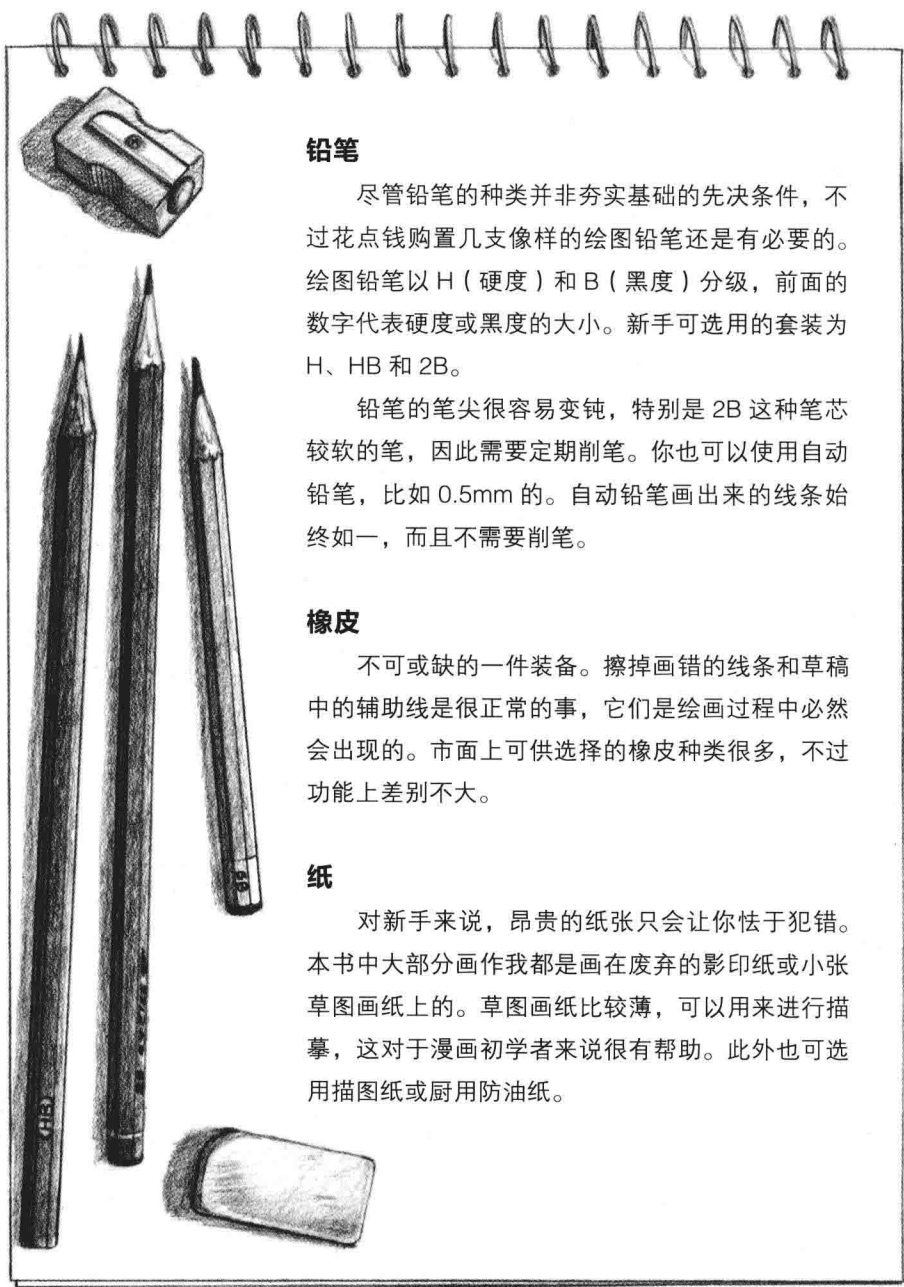 铅笔
尽管铅笔的种类并非夯实基础的先决条件，不
过花点钱购置几支像样的绘图铅笔还是有必要的。
绘图铅笔以 H（硬度）和 B（黑度）分级，前面的
数字代表硬度或黑度的大小。新手可选用的套装为
H、HB 和 2B。
铅笔的笔尖很容易变钝，特别是 2B 这种笔芯
较软的笔，因此需要定期削笔。你也可以使用自动
铅笔，比如 0.5mm 的。自动铅笔画出来的线条始
终如一，而且不需要削笔。
橡皮
不可或缺的一件装备。擦掉画错的线条和草稿
中的辅助线是很正常的事，它们是绘画过程中必然
会出现的。市面上可供选择的橡皮种类很多，不过
功能上差别不大。
纸
对新手来说，昂贵的纸张只会让你怯于犯错。
本书中大部分画作我都是画在废弃的影印纸或小张
草图画纸上的。草图画纸比较薄，可以用来进行描
摹，这对于漫画初学者来说很有帮助。此外也可选
用描图纸或厨用防油纸。
(HB)
6B